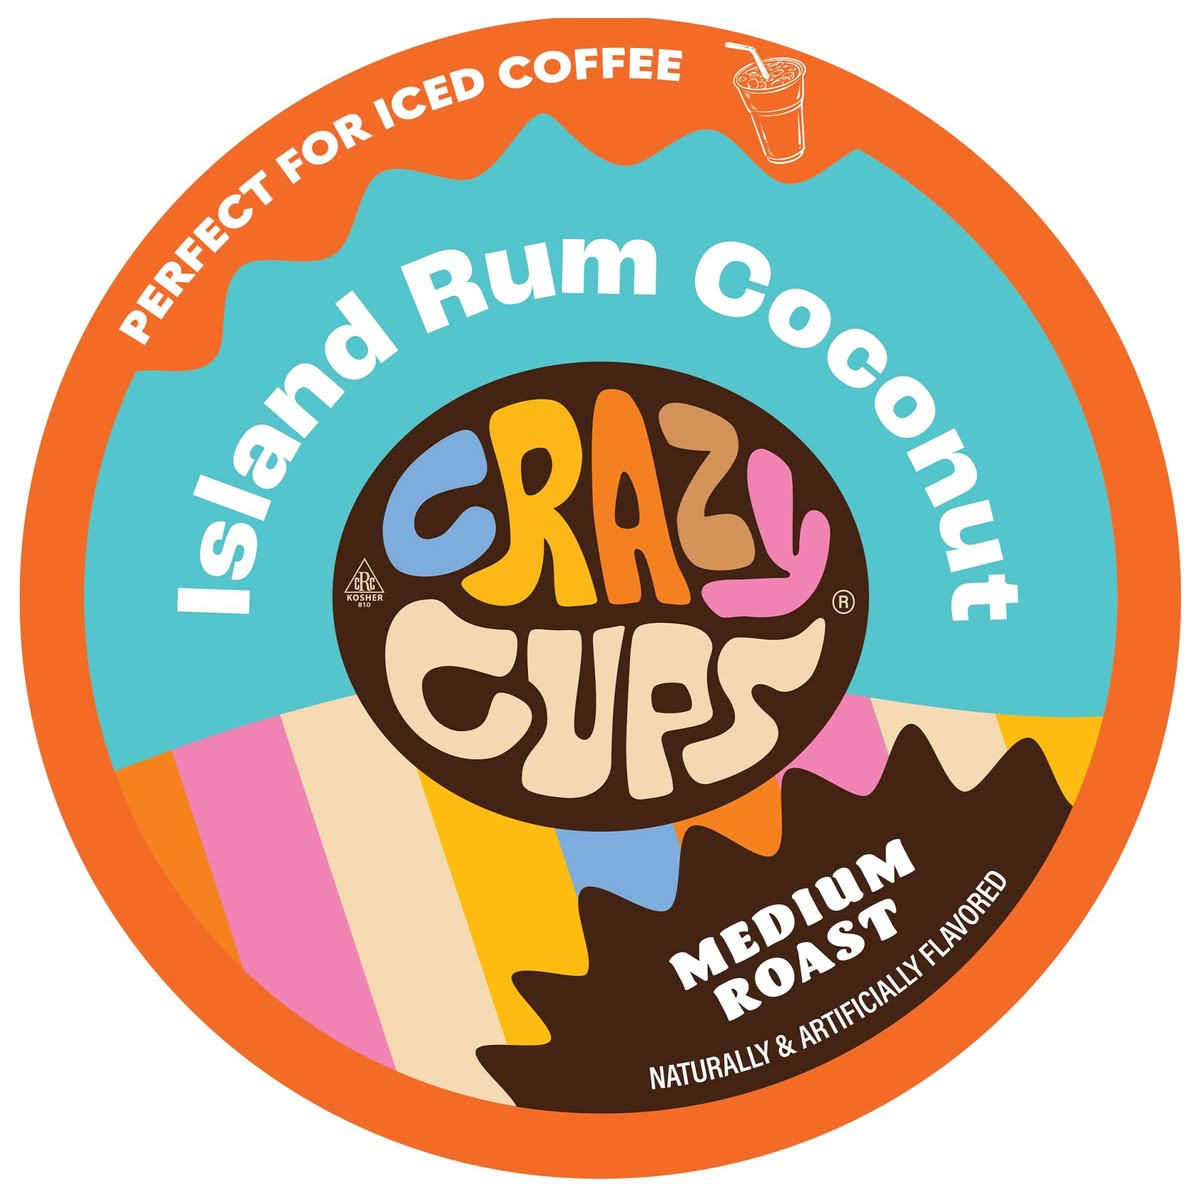 PERFECT FOR ICED COFFEE
Island Rum Coconut
CRAZY
CUPS
®
CRC
KOSHER
810
MEDIUM
ROAST
NATURALLY & ARTIFICIALLY FLAVORED